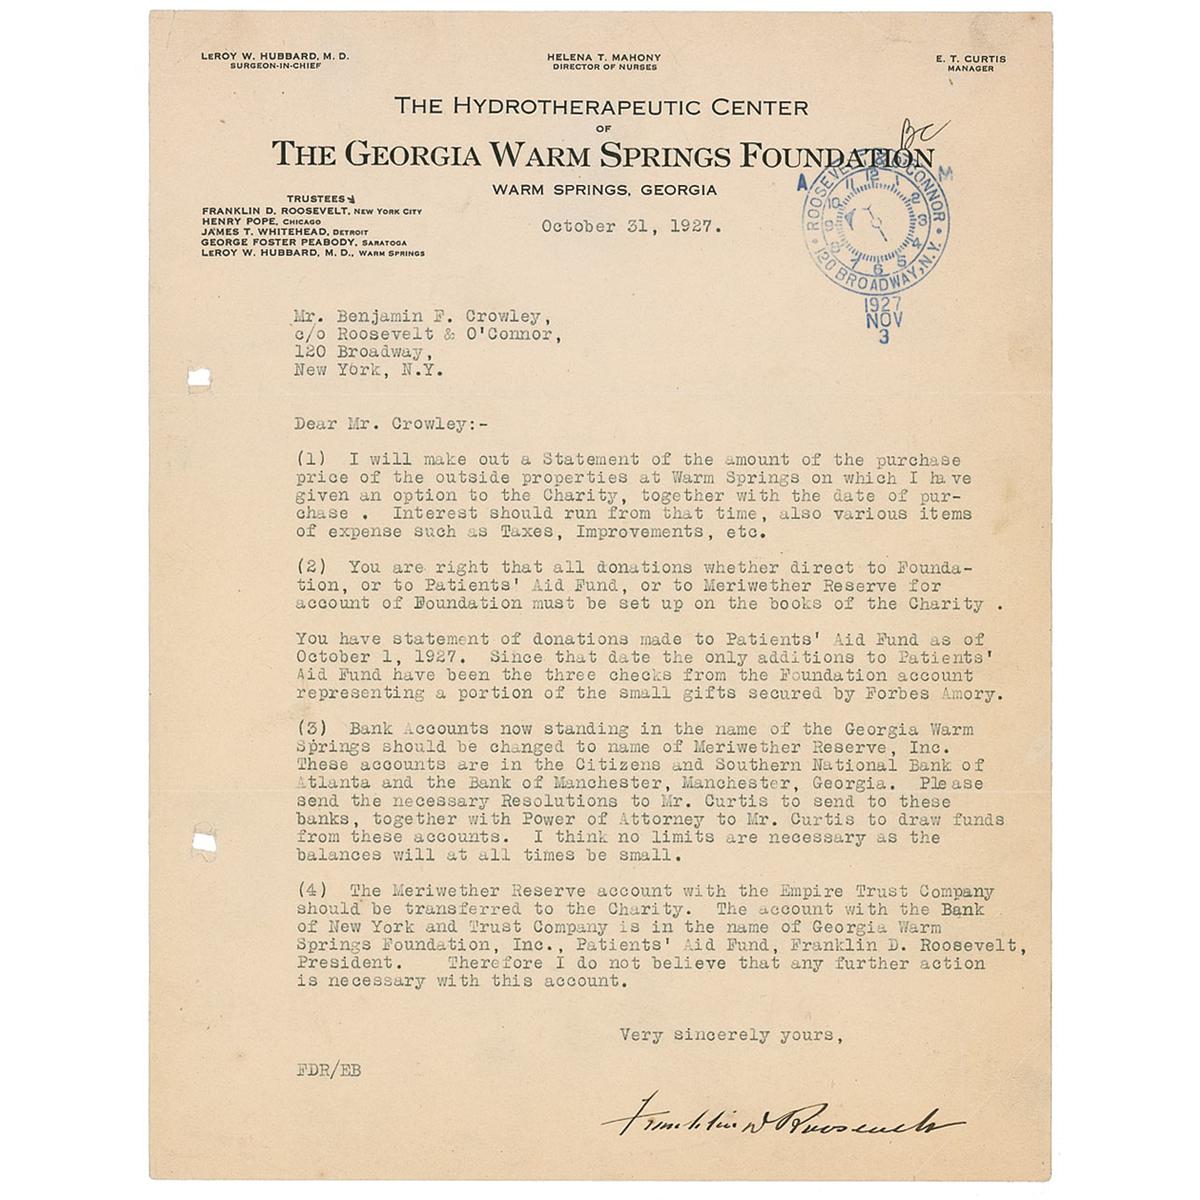 LEROY W. HUBBARD, M. D.
SURGEON-IN-CHIEF
HELENA T. MAHONY
DIRECTOR OF NURSES
E. T. CURTIS
MANAGER
THE HYDROTHERAPEUTIC CENTER
OF
THE GEORGIA WARM SPRINGS FOUNDATION
WARM SPRINGS, GEORGIA
BC
TRUSTEES
FRANKLIN D. ROOSEVELT, NEW YORK CITY
HENRY POPE, CHICAGO
JAMES T. WHITEHEAD, DETROIT
GEORGE FOSTER PEABODY, SARATOGA
LEROY W. HUBBARD, M. D., WARM SPRINGS
October 31, 1927.
A M
ROOSEVELT & O'CONNOR
12 1 2 3 4 5 6 7 8 9 10 11
120 BROADWAY, N.Y.
1927
NOV
3
Mr. Benjamin F. Crowley,
c/o Roosevelt & O'Connor,
120 Broadway,
New York, N.Y.
Dear Mr. Crowley:-
(1) I will make out a Statement of the amount of the purchase
price of the outside properties at Warm Springs on which I have
given an option to the Charity, together with the date of pur-
chase . Interest should run from that time, also various items
of expense such as Taxes, Improvements, etc.
(2) You are right that all donations whether direct to Founda-
tion, or to Patients' Aid Fund, or to Meriwether Reserve for
account of Foundation must be set up on the books of the Charity .
You have statement of donations made to Patients' Aid Fund as of
October 1, 1927. Since that date the only additions to Patients'
Aid Fund have been the three checks from the Foundation account
representing a portion of the small gifts secured by Forbes Amory.
(3) Bank Accounts now standing in the name of the Georgia Warm
Springs should be changed to name of Meriwether Reserve, Inc.
These accounts are in the Citizens and Southern National Bank of
Atlanta and the Bank of Manchester, Manchester, Georgia. Please
send the necessary Resolutions to Mr. Curtis to send to these
banks, together with Power of Attorney to Mr. Curtis to draw funds
from these accounts. I think no limits are necessary as the
balances will at all times be small.
(4) The Meriwether Reserve account with the Empire Trust Company
should be transferred to the Charity. The account with the Bank
of New York and Trust Company is in the name of Georgia Warm
Springs Foundation, Inc., Patients' Aid Fund, Franklin D. Roosevelt,
President. Therefore I do not believe that any further action
is necessary with this account.
Very sincerely yours,
FDR/EB
Franklin D Roosevelt